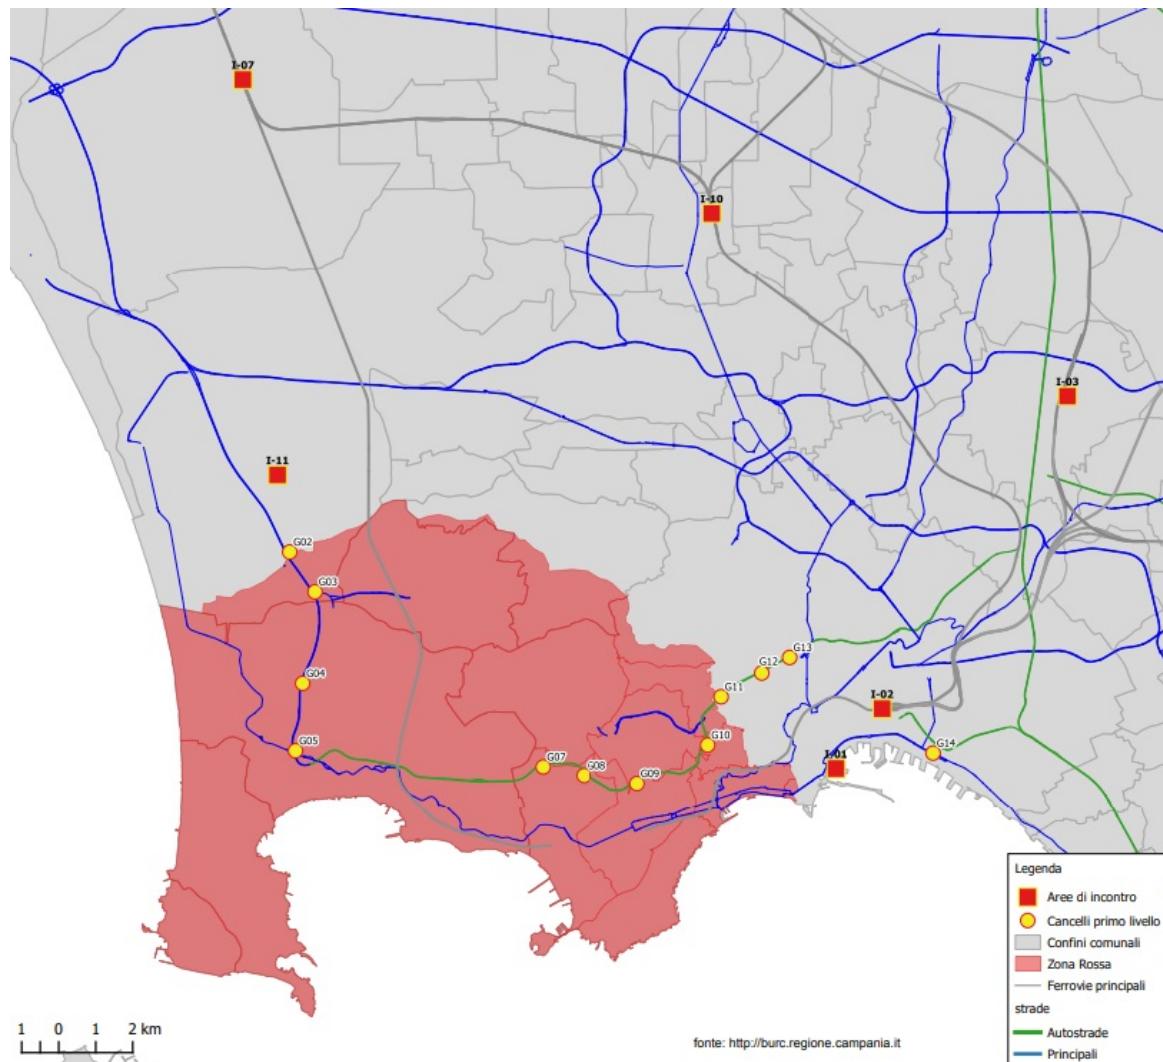 I-07
I-10
I-03
I-11
G02
G03
G04
G13
G12
G11
I-02
G10
G05
G14
I-01
G07
G08
G09
Legenda
Aree di incontro
Cancelli primo livello
Confini comunali
Zona Rossa
Ferrovie principali
strade
Autostrade
Principali
1 0 1 2 km
fonte: http://burc.regione.campania.it